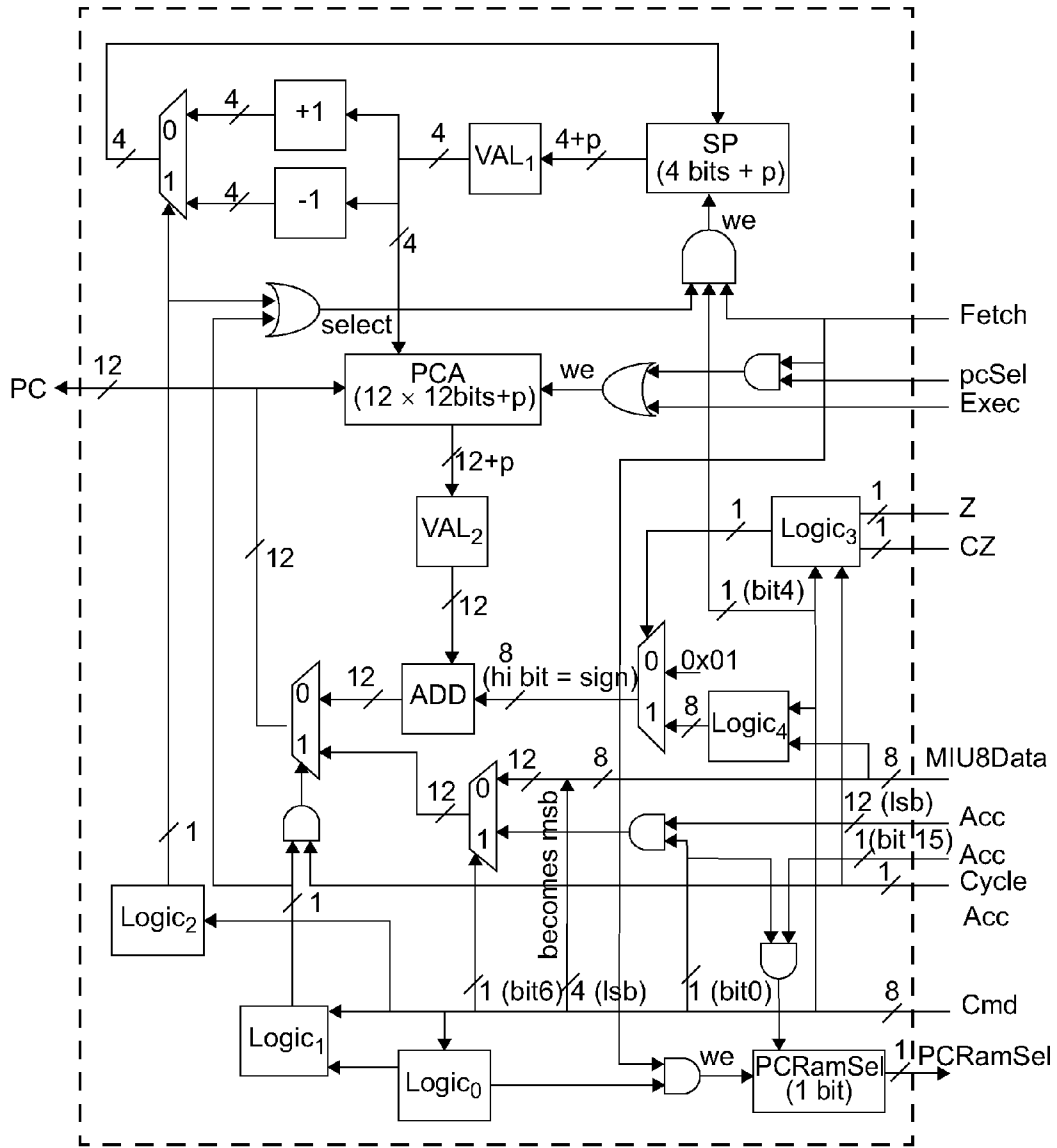 0
4
+1
4
4
VAL₁
4+p
SP
(4 bits + p)
1
4
-1
4
we
Fetch
select
12
PC
PCA
(12 × 12bits+p)
we
pcSel
Exec
12+p
1
Z
1
CZ
Logic₃
1
VAL₂
12
1 (bit4)
12
8
(hi bit = sign)
0
0x01
0
12
ADD
1
8
Logic₄
1
12
8
MIU8Data
8
0
12
12 (lsb)
Acc
1
1
becomes msb
1(bit 15)
Acc
1
Cycle
Logic₂
1
Acc
1 (bit6)
4 (lsb)
1 (bit0)
8
Cmd
Logic₁
Logic₀
we
PCRamSel
(1 bit)
1
PCRamSel